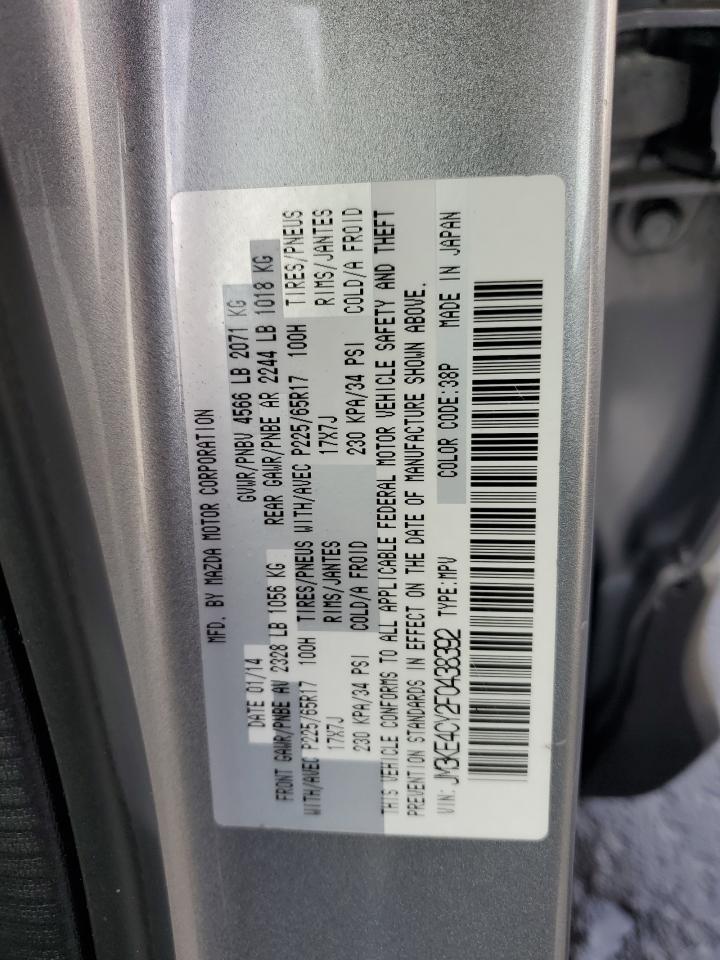 MFD. BY MAZDA MOTOR CORPORATION
DATE 01/14 GVWR/PNBV 4566 LB 2071 KG
FRONT GAWR/PNBE AV 2328 LB 1056 KG REAR GAWR/PNBE AR 2244 LB 1018 KG
WITH/AVEC P225/65R17 100H TIRES/PNEUS WITH/AVEC P225/65R17 100H TIRES/PNEUS
17X7J RIMS/JANTES 17X7J RIMS/JANTES
230 KPA/34 PSI COLD/A FROID 230 KPA/34 PSI COLD/A FROID
THIS VEHICLE CONFORMS TO ALL APPLICABLE FEDERAL MOTOR VEHICLE SAFETY AND THEFT
PREVENTION STANDARDS IN EFFECT ON THE DATE OF MANUFACTURE SHOWN ABOVE.
VIN: JM3KE4CY2F0438392 TYPE:MPV COLOR CODE:38P MADE IN JAPAN